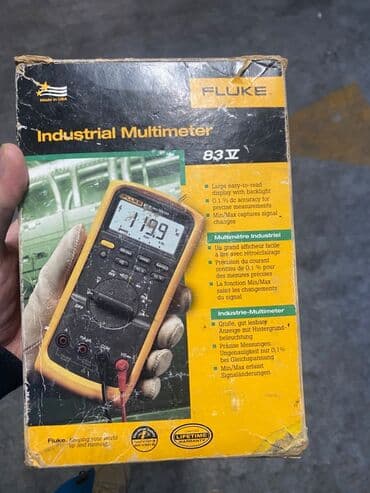 Made in USA
FLUKE
Industrial Multimeter
83 V
Large easy-to-read
display with backlight
0.1 % dc accuracy for
precise measurements
Min/Max captures signal
changes
Multimètre Industriel
Un grand afficheur facile
à lire avec rétroéclairage
Précision du courant
continu de 0,1 % pour
des mesures précises
La fonction Min/Max
saisit les changements
du signal
Industrie-Multimeter
Große, gut lesbare
Anzeige mit Hintergrund-
beleuchtung
Präzise Messungen:
Ungenauigkeit nur 0,1%
bei Gleichspannung
Min/Max erfasst
Signaländerungen
FLUKE
1199
Fluke. Keeping your world
up and running.
LIFETIME
WARRANTY